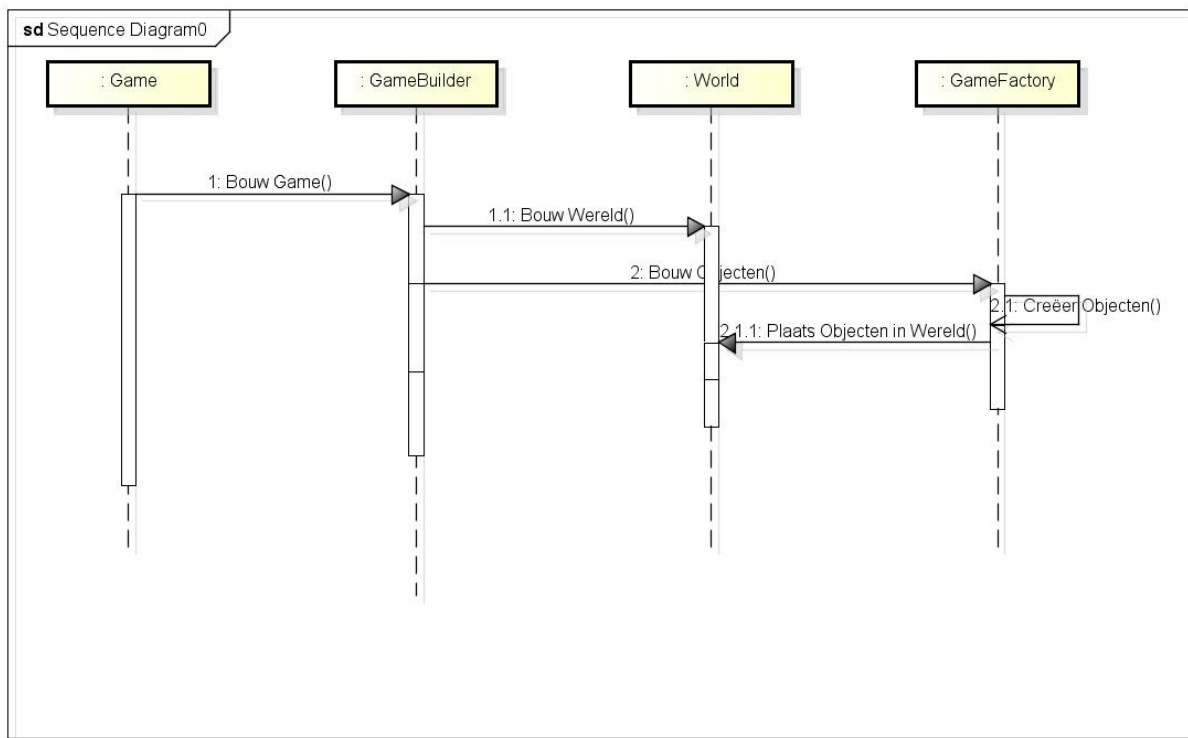 sd Sequence Diagram0
: Game
: GameBuilder
: World
: GameFactory
1: Bouw Game()
1.1: Bouw Wereld()
2: Bouw Objecten()
2.1: Creëer Objecten()
2.1.1: Plaats Objecten in Wereld()